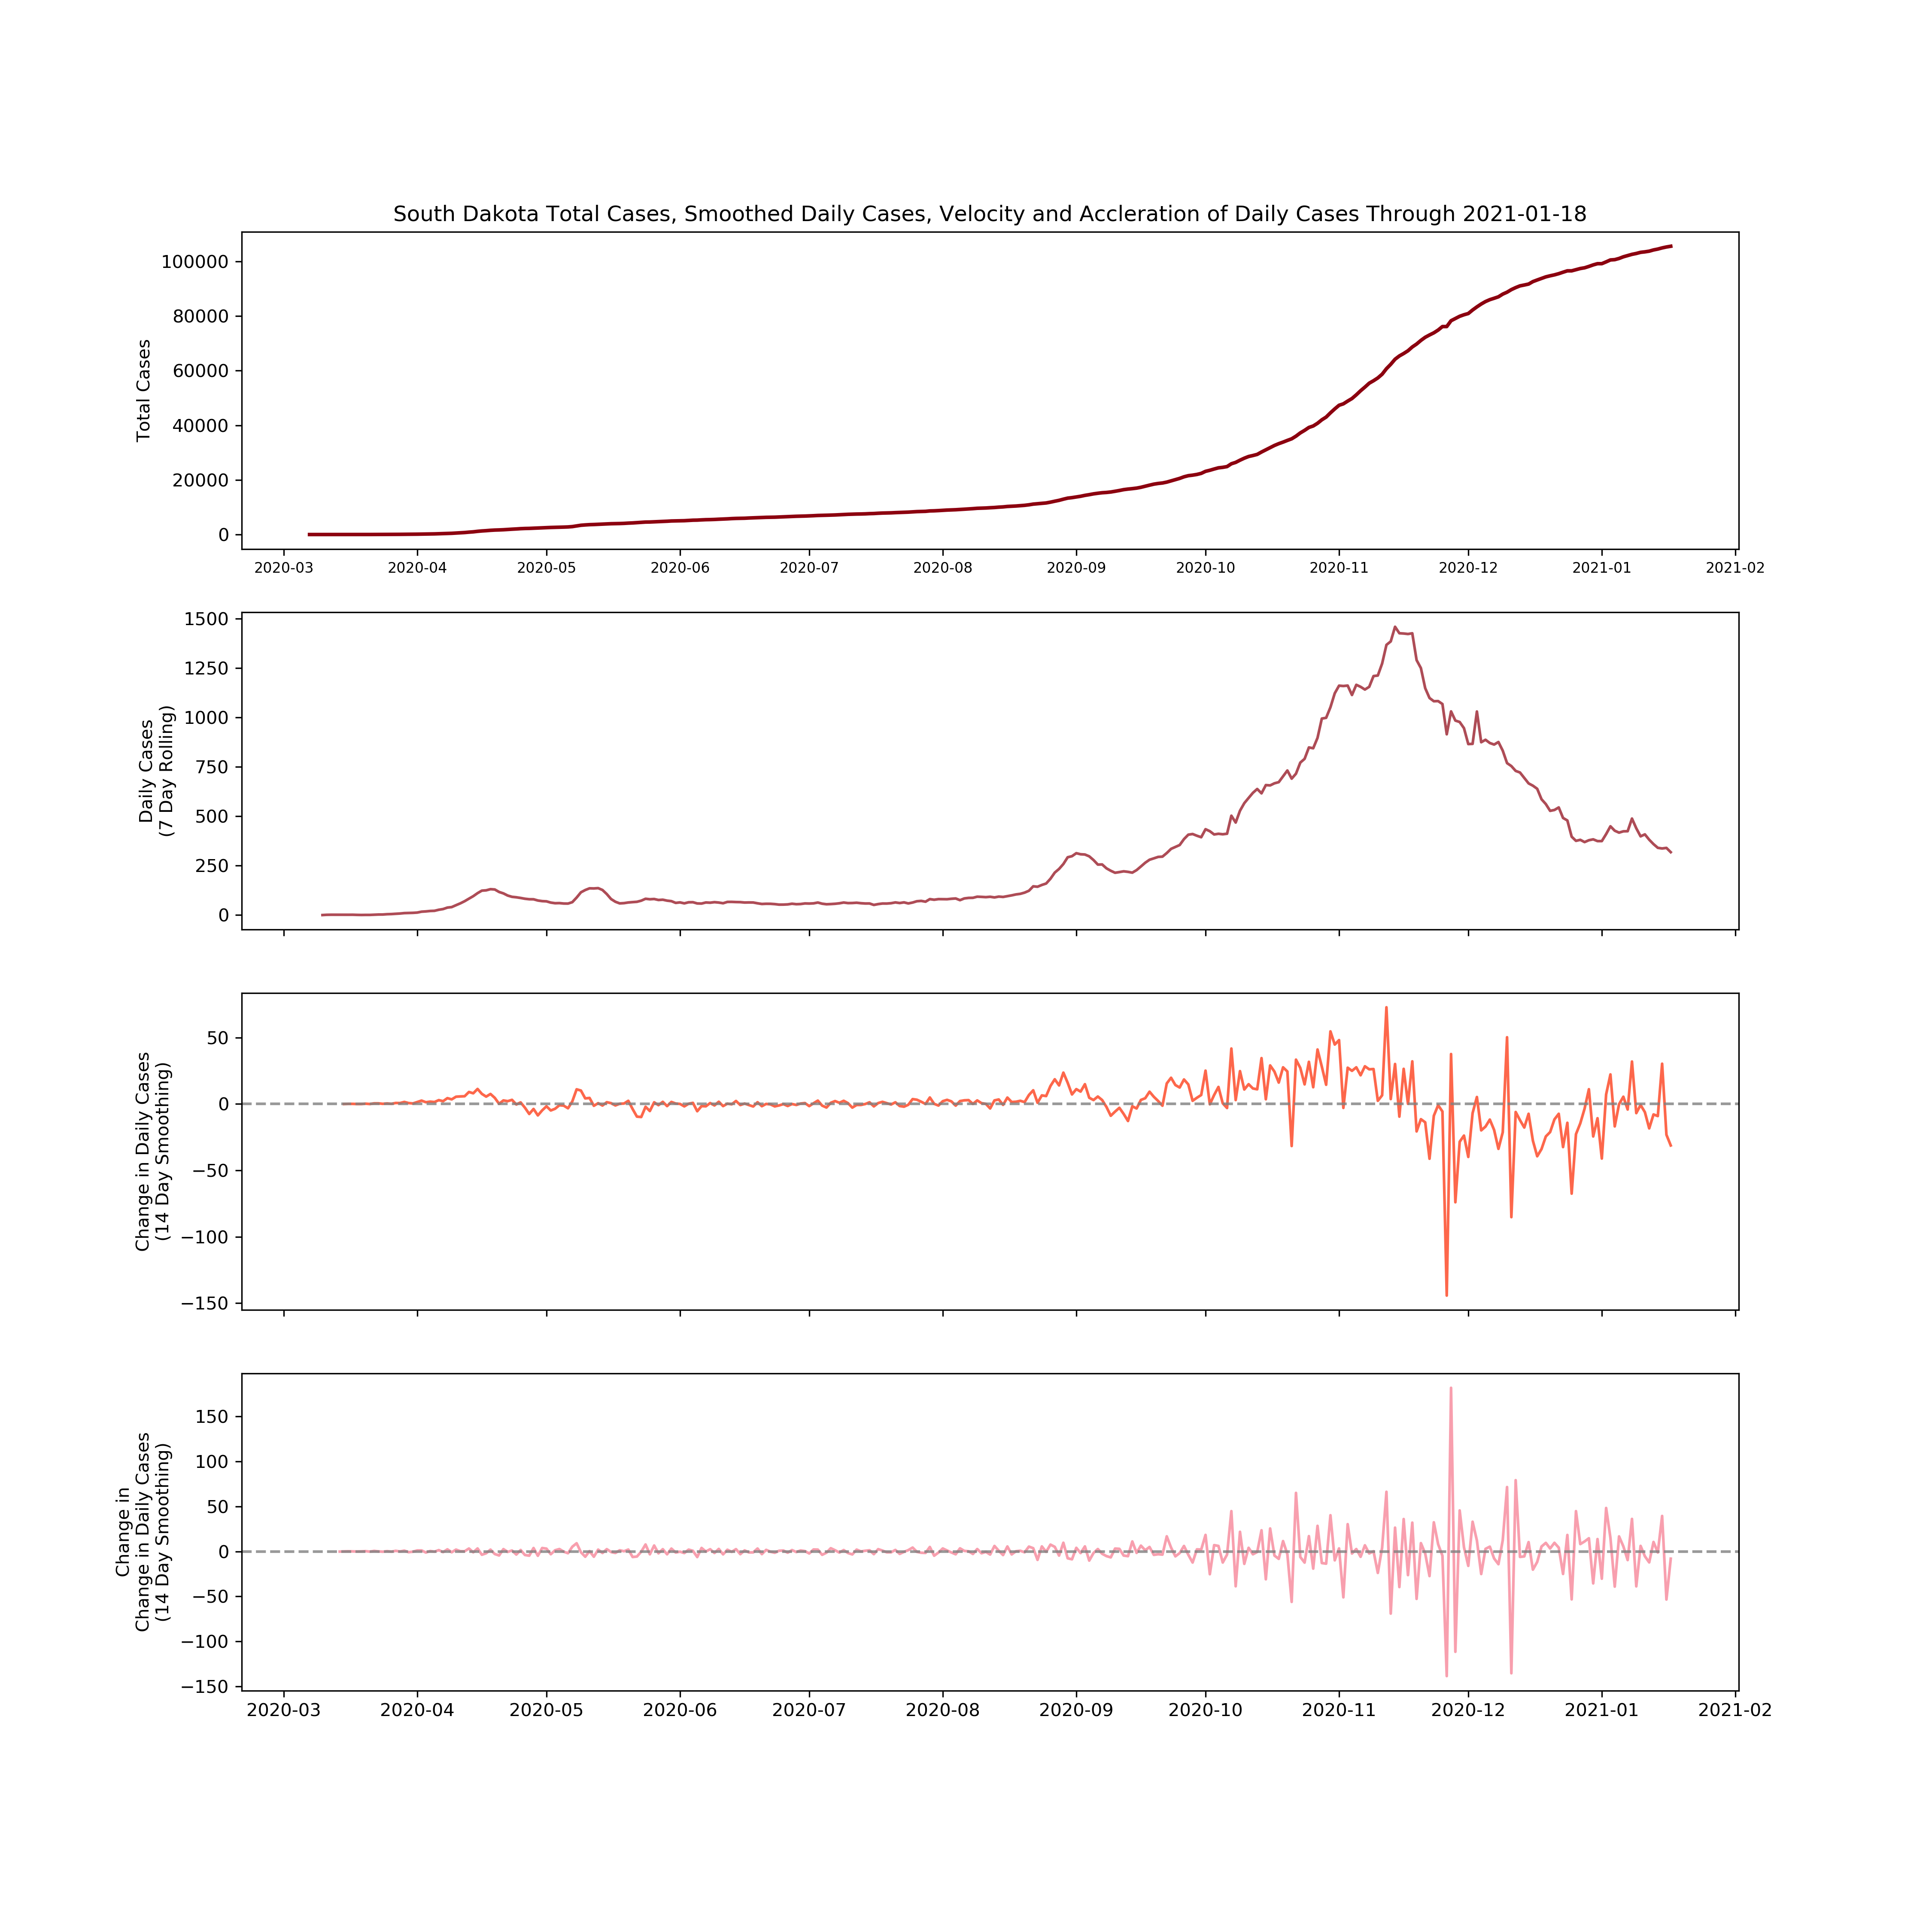 South Dakota Total Cases, Smoothed Daily Cases, Velocity and Accleration of Daily Cases Through 2021-01-18
Total Cases
100000
80000
60000
40000
20000
0
2020-03 2020-04 2020-05 2020-06 2020-07 2020-08 2020-09 2020-10 2020-11 2020-12 2021-01 2021-02
Daily Cases
(7 Day Rolling)
1500
1250
1000
750
500
250
0
Change in Daily Cases
(14 Day Smoothing)
50
0
−50
−100
−150
Change in
Change in Daily Cases
(14 Day Smoothing)
150
100
50
0
−50
−100
−150
2020-03 2020-04 2020-05 2020-06 2020-07 2020-08 2020-09 2020-10 2020-11 2020-12 2021-01 2021-02